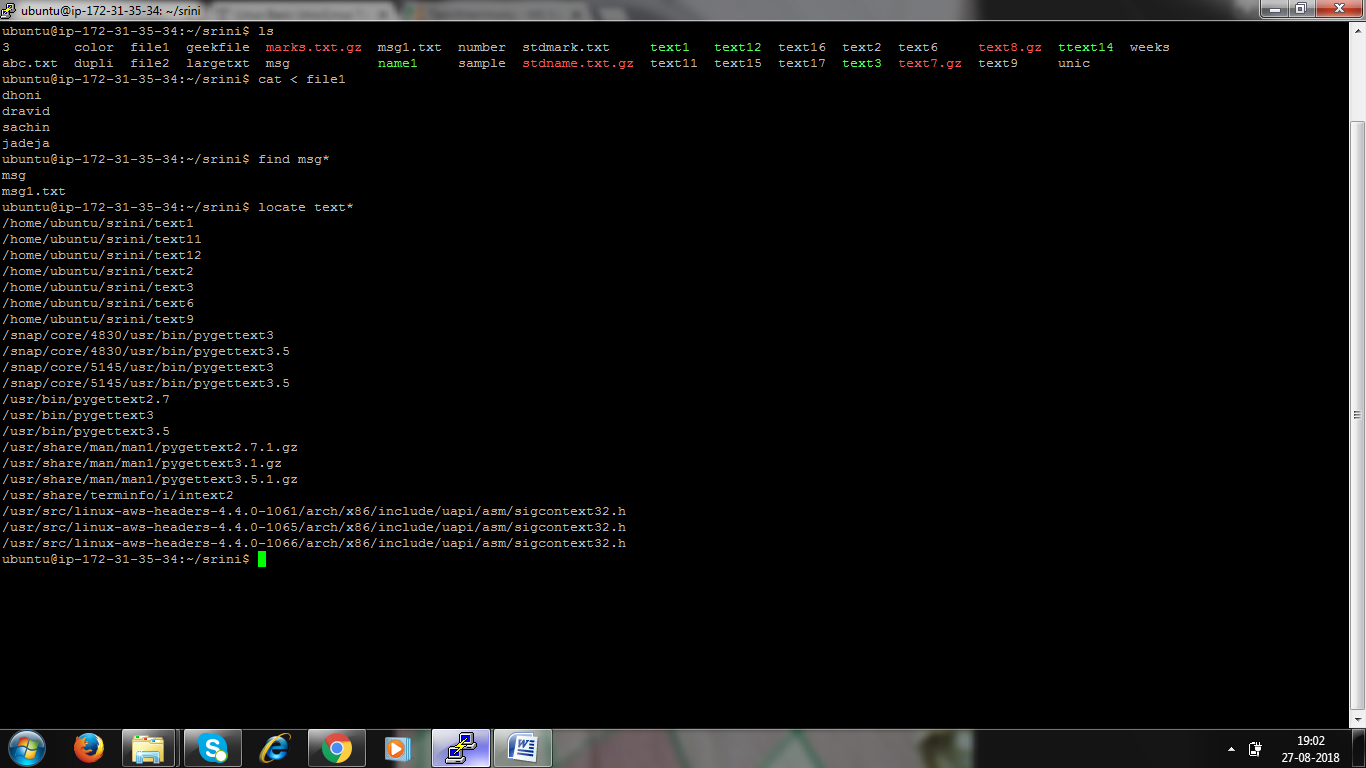 ubuntu@ip-172-31-35-34: ~/srini
ubuntu@ip-172-31-35-34:~/srini$ ls
3        color  file1  geekfile  marks.txt.gz  msg1.txt  number  stdmark.txt     text1   text12  text16  text2  text6     text8.gz  ttext14  weeks
abc.txt  dupli  file2  largetxt  msg           name1     sample  stdname.txt.gz  text11  text15  text17  text3  text7.gz  text9     unic
ubuntu@ip-172-31-35-34:~/srini$ cat < file1
dhoni
dravid
sachin
jadeja
ubuntu@ip-172-31-35-34:~/srini$ find msg*
msg
msg1.txt
ubuntu@ip-172-31-35-34:~/srini$ locate text*
/home/ubuntu/srini/text1
/home/ubuntu/srini/text11
/home/ubuntu/srini/text12
/home/ubuntu/srini/text2
/home/ubuntu/srini/text3
/home/ubuntu/srini/text6
/home/ubuntu/srini/text9
/snap/core/4830/usr/bin/pygettext3
/snap/core/4830/usr/bin/pygettext3.5
/snap/core/5145/usr/bin/pygettext3
/snap/core/5145/usr/bin/pygettext3.5
/usr/bin/pygettext2.7
/usr/bin/pygettext3
/usr/bin/pygettext3.5
/usr/share/man/man1/pygettext2.7.1.gz
/usr/share/man/man1/pygettext3.1.gz
/usr/share/man/man1/pygettext3.5.1.gz
/usr/share/terminfo/i/intext2
/usr/src/linux-aws-headers-4.4.0-1061/arch/x86/include/uapi/asm/sigcontext32.h
/usr/src/linux-aws-headers-4.4.0-1065/arch/x86/include/uapi/asm/sigcontext32.h
/usr/src/linux-aws-headers-4.4.0-1066/arch/x86/include/uapi/asm/sigcontext32.h
ubuntu@ip-172-31-35-34:~/srini$
19:02
27-08-2018